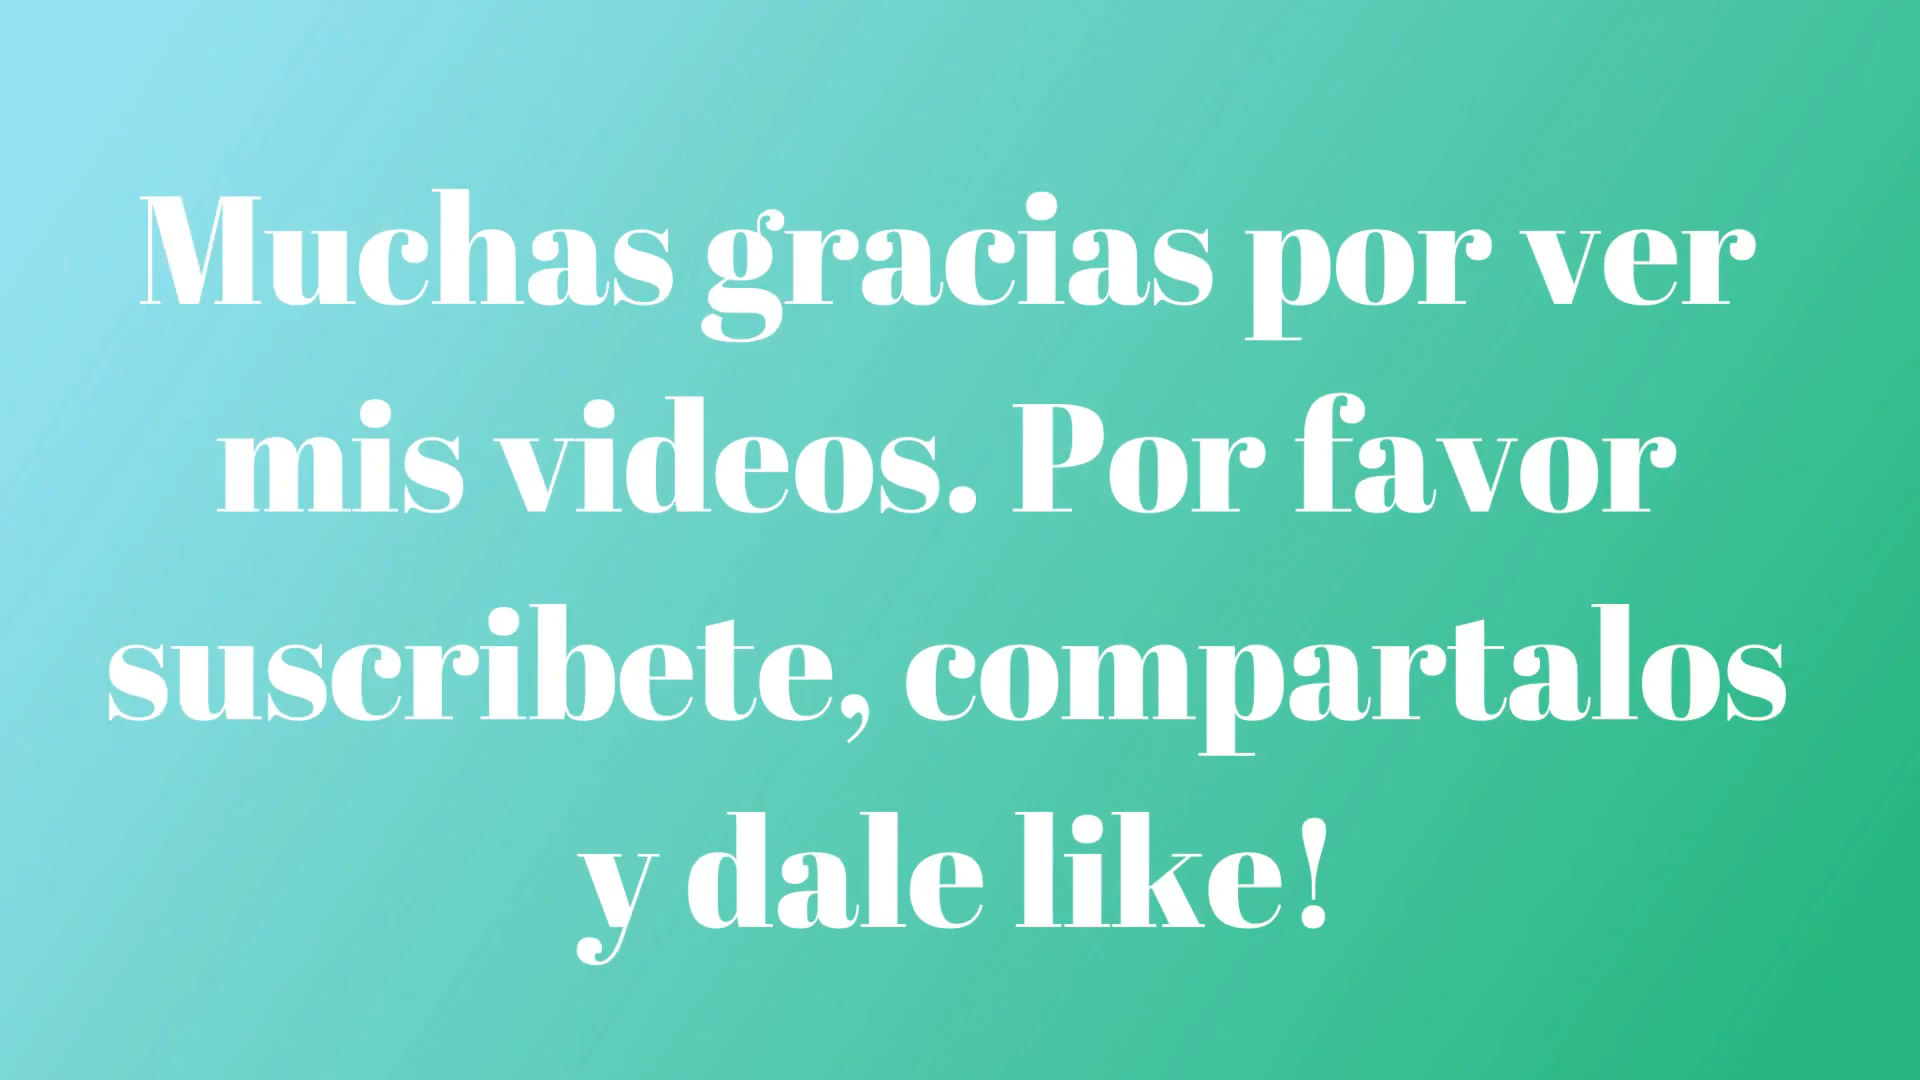 Muchas gracias por ver
mis videos. Por favor
suscribete, compartalos
y dale like!